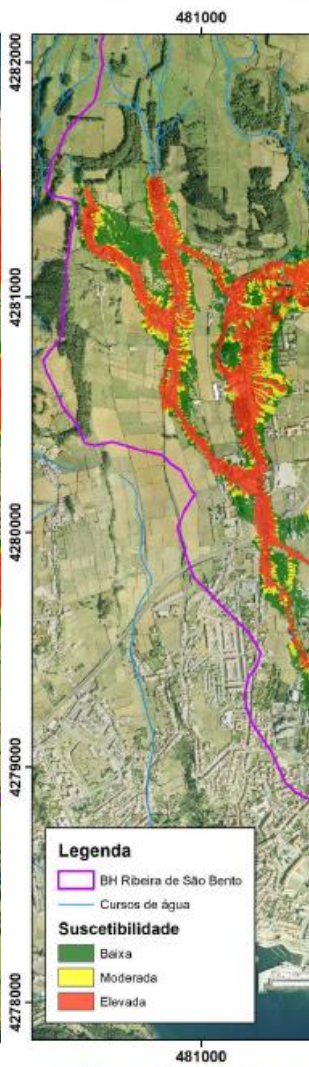 481000
4282000
4281000
4280000
4279000
4278000
Legenda
BH Ribeira de São Bento
Cursos de água
Suscetibilidade
Baixa
Moderada
Elevada
481000